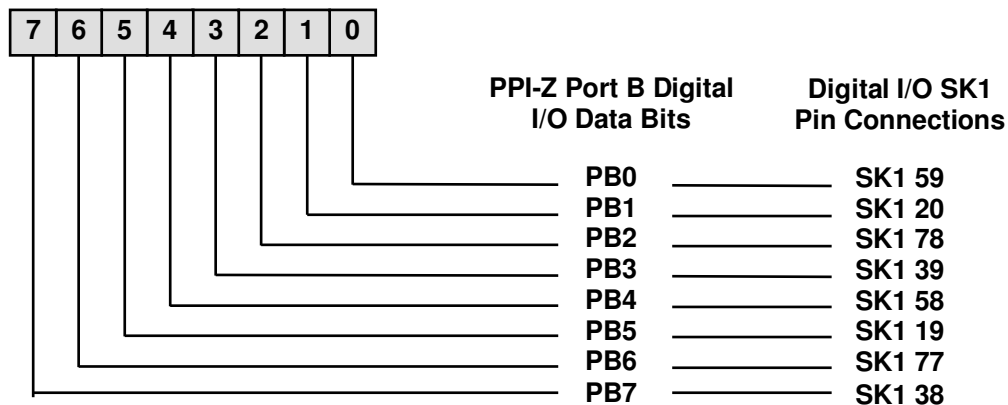 7 6 5 4 3 2 1 0
PPI-Z Port B Digital Digital I/O SK1
I/O Data Bits Pin Connections
PB0 SK1 59
PB1 SK1 20
PB2 SK1 78
PB3 SK1 39
PB4 SK1 58
PB5 SK1 19
PB6 SK1 77
PB7 SK1 38